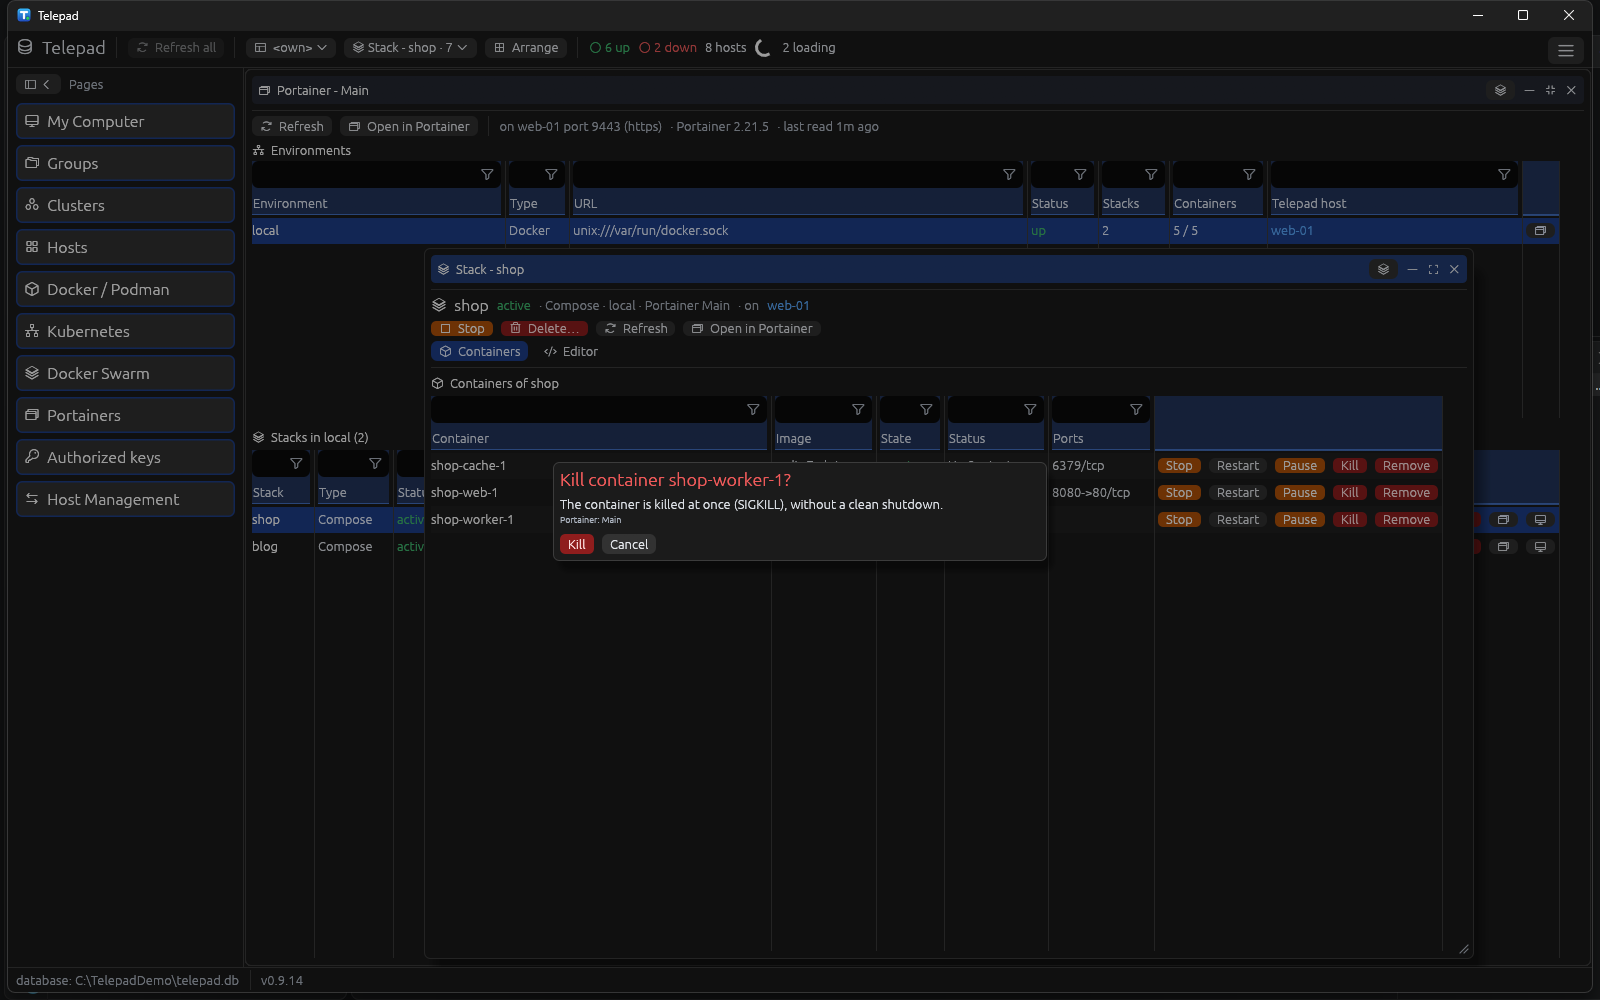 Telepad
Telepad Refresh all <own> Stack - shop · 7 Arrange 6 up 2 down 8 hosts 2 loading
Pages
My Computer
Groups
Clusters
Hosts
Docker / Podman
Kubernetes
Docker Swarm
Portainers
Authorized keys
Host Management
Portainer - Main
Refresh Open in Portainer on web-01 port 9443 (https) · Portainer 2.21.5 · last read 1m ago
Environments
Environment Type URL Status Stacks Containers Telepad host
local Docker unix:///var/run/docker.sock up 2 5 / 5 web-01
Stacks in local (2)
Stack Type
shop Compose
blog Compose
Stack - shop
shop active · Compose · local · Portainer Main · on web-01
Stop Delete... Refresh Open in Portainer
Containers Editor
Containers of shop
Container Image State Status Ports
shop-cache-1 6379/tcp Stop Restart Pause Kill Remove
shop-web-1 8080->80/tcp Stop Restart Pause Kill Remove
shop-worker-1 Stop Restart Pause Kill Remove
Kill container shop-worker-1?
The container is killed at once (SIGKILL), without a clean shutdown.
Portainer: Main
Kill Cancel
database: C:\TelepadDemo\telepad.db v0.9.14